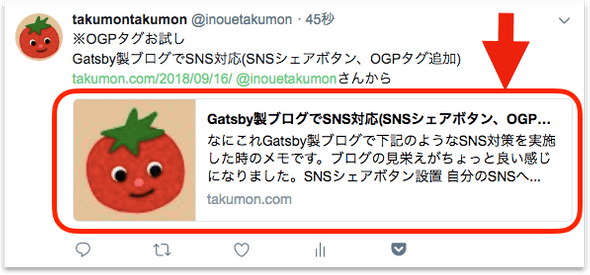 takumontakumon @inouetakumon・45秒
※OGPタグお試し
Gatsby製ブログでSNS対応(SNSシェアボタン、OGPタグ追加)
takumon.com/2018/09/16/ @inouetakumonさんから
Gatsby製ブログでSNS対応(SNSシェアボタン、OGP…
なにこれGatsby製ブログで下記のようなSNS対策を実施
した時のメモです。ブログの見栄えがちょっと良い感じ
になりました。SNSシェアボタン設置 自分のSNSへ...
takumon.com